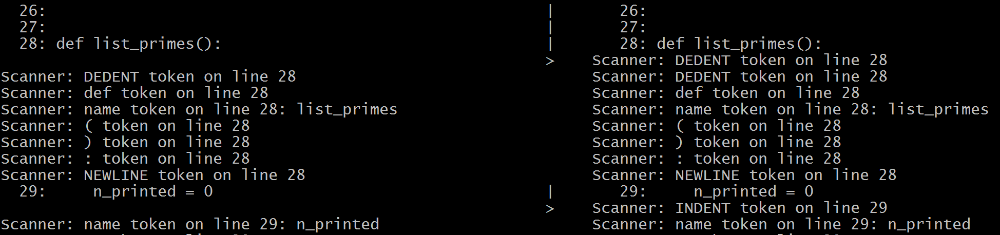 26:                                                      |       26:
  27:                                                      |       27:
  28: def list_primes():                                   |       28: def list_primes():
                                                           >    Scanner: DEDENT token on line 28
Scanner: DEDENT token on line 28                                Scanner: DEDENT token on line 28
Scanner: def token on line 28                                   Scanner: def token on line 28
Scanner: name token on line 28: list_primes                     Scanner: name token on line 28: list_primes
Scanner: ( token on line 28                                     Scanner: ( token on line 28
Scanner: ) token on line 28                                     Scanner: ) token on line 28
Scanner: : token on line 28                                     Scanner: : token on line 28
Scanner: NEWLINE token on line 28                               Scanner: NEWLINE token on line 28
  29:     n_printed = 0                                    |       29:     n_printed = 0
                                                           >    Scanner: INDENT token on line 29
Scanner: name token on line 29: n_printed                       Scanner: name token on line 29: n_printed